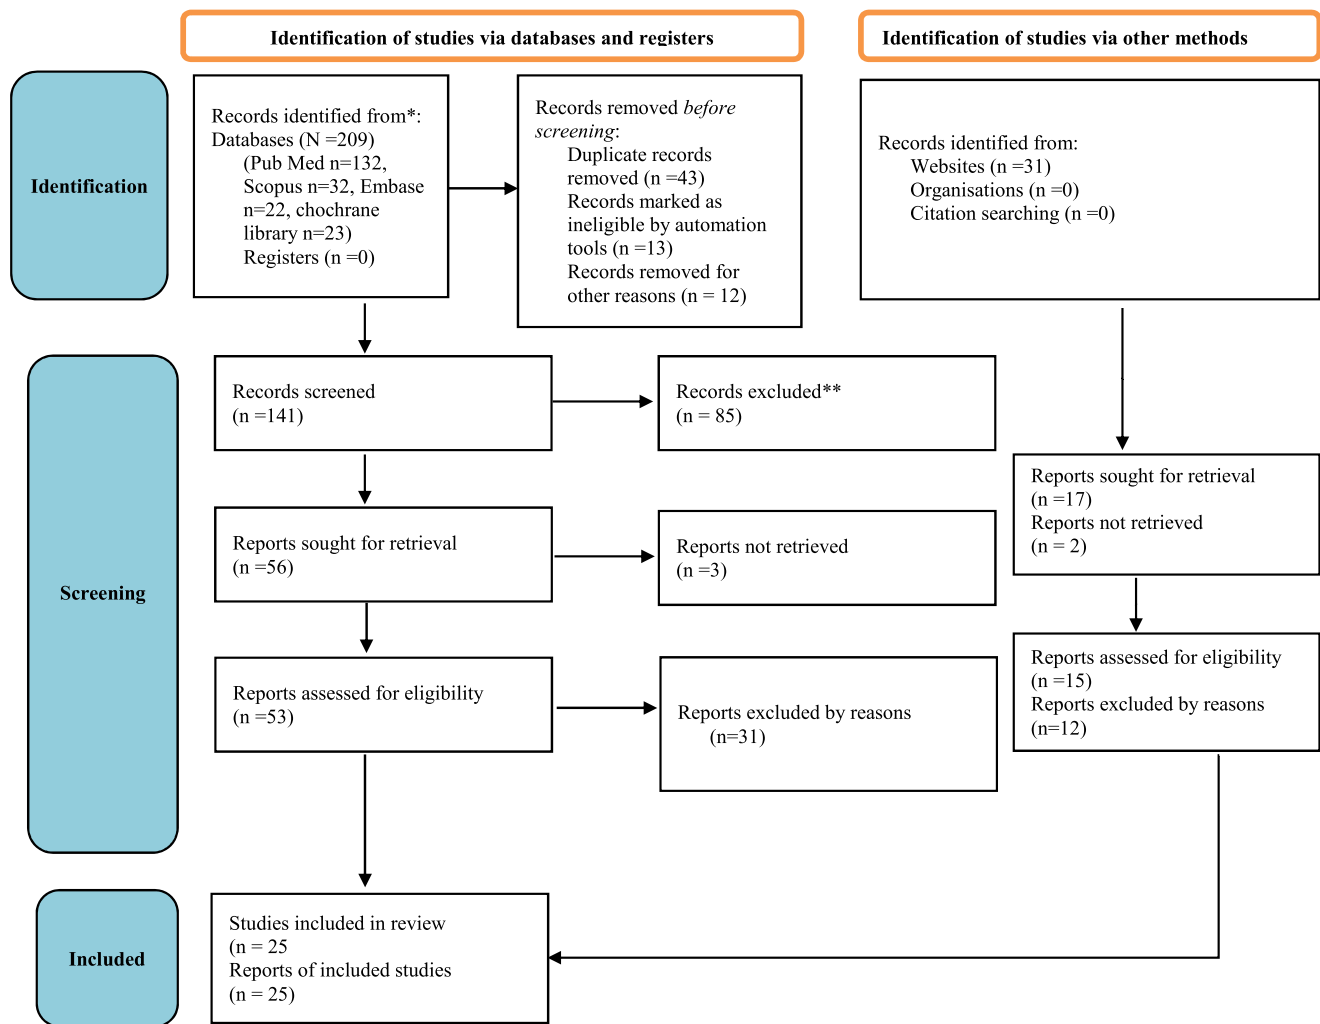 Identification of studies via databases and registers
Identification of studies via other methods
Identification
Records identified from*:
Databases (N =209)
(Pub Med n=132,
Scopus n=32, Embase
n=22, chochrane
library n=23)
Registers (n =0)
Records removed before
screening:
Duplicate records
removed (n =43)
Records marked as
ineligible by automation
tools (n =13)
Records removed for
other reasons (n = 12)
Records identified from:
Websites (n =31)
Organisations (n =0)
Citation searching (n =0)
Screening
Records screened
(n =141)
Records excluded**
(n = 85)
Reports sought for retrieval
(n =56)
Reports not retrieved
(n =3)
Reports sought for retrieval
(n =17)
Reports not retrieved
(n = 2)
Reports assessed for eligibility
(n =53)
Reports excluded by reasons
(n=31)
Reports assessed for eligibility
(n =15)
Reports excluded by reasons
(n=12)
Included
Studies included in review
(n = 25
Reports of included studies
(n = 25)